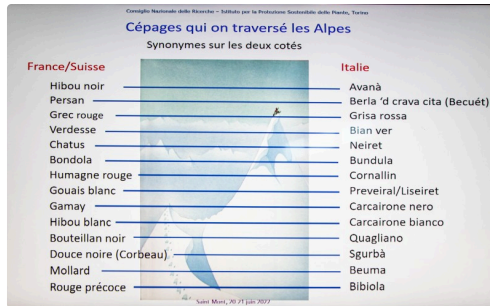 Consiglio Nazionale delle Ricerche – Istituto per la Protezione Sostenibile delle Piante, Torino
Cépages qui on traversé les Alpes
Synonymes sur les deux cotés
France/Suisse Italie
Hibou noir Avanà
Persan Berla 'd crava cita (Becuét)
Grec rouge Grisa rossa
Verdesse Bian ver
Chatus Neiret
Bondola Bundula
Humagne rouge Cornallin
Gouais blanc Preveiral/Liseiret
Gamay Carcairone nero
Hibou blanc Carcairone bianco
Bouteillan noir Quagliano
Douce noire (Corbeau) Sgurbà
Mollard Beuma
Rouge précoce Bibiola
Saint Mont, 20 21 juin 2022